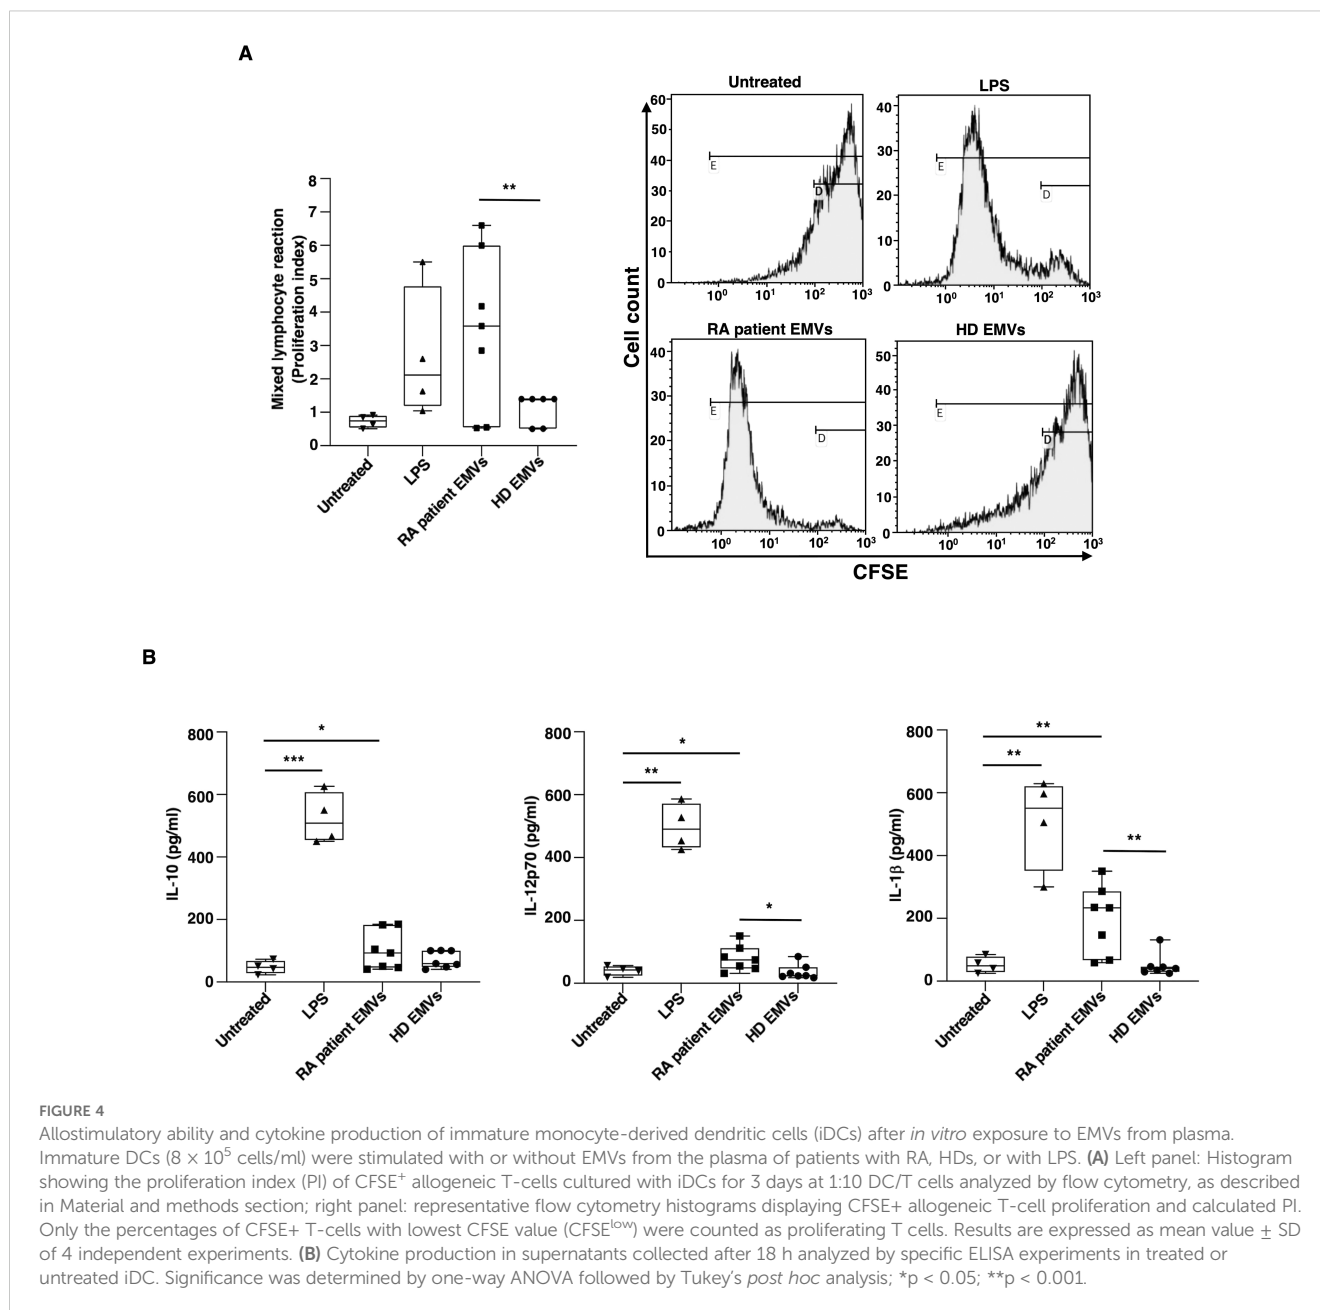 A
Mixed lymphocyte reaction
(Proliferation index)
8
7
6
5
4
3
2
1
0
**
Untreated
LPS
RA patient EMVs
HD EMVs
Cell count
Untreated
60
50
40
30
20
10
0
E
D
10⁰ 10¹ 10² 10³
LPS
40
30
20
10
0
E
D
10⁰ 10¹ 10² 10³
RA patient EMVs
40
30
20
10
0
E
D
10⁰ 10¹ 10² 10³
HD EMVs
50
40
30
20
10
0
E
D
10⁰ 10¹ 10² 10³
CFSE
B
IL-10 (pg/ml)
800
600
400
200
0
*
***
Untreated
LPS
RA patient EMVs
HD EMVs
IL-12p70 (pg/ml)
800
600
400
200
0
*
**
*
Untreated
LPS
RA patient EMVs
HD EMVs
IL-1β (pg/ml)
800
600
400
200
0
**
**
**
Untreated
LPS
RA patient EMVs
HD EMVs
FIGURE 4
Allostimulatory ability and cytokine production of immature monocyte-derived dendritic cells (iDCs) after in vitro exposure to EMVs from plasma.
Immature DCs (8 × 10⁵ cells/ml) were stimulated with or without EMVs from the plasma of patients with RA, HDs, or with LPS. (A) Left panel: Histogram
showing the proliferation index (PI) of CFSE⁺ allogeneic T-cells cultured with iDCs for 3 days at 1:10 DC/T cells analyzed by flow cytometry, as described
in Material and methods section; right panel: representative flow cytometry histograms displaying CFSE+ allogeneic T-cell proliferation and calculated PI.
Only the percentages of CFSE+ T-cells with lowest CFSE value (CFSEˡᵒʷ) were counted as proliferating T cells. Results are expressed as mean value ± SD
of 4 independent experiments. (B) Cytokine production in supernatants collected after 18 h analyzed by specific ELISA experiments in treated or
untreated iDC. Significance was determined by one-way ANOVA followed by Tukey's post hoc analysis; *p < 0.05; **p < 0.001.